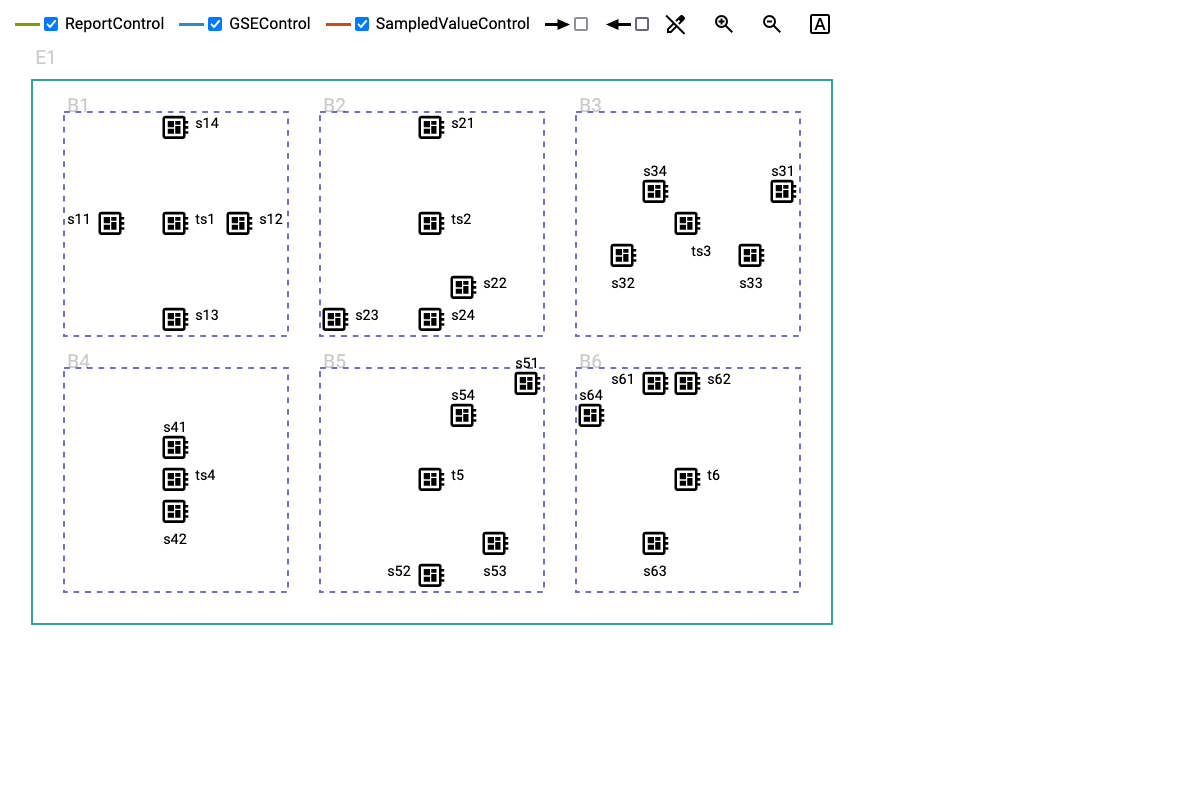 ReportControl GSEControl SampledValueControl A
E1
B1 B2 B3
s14 s21
s34 s31
s11 ts1 s12 ts2
ts3
s32 s33
s22
s13 s23 s24
B4 B5 B6
s51
s61 s62
s54 s64
s41
ts4 t5 t6
s42
s52 s53 s63